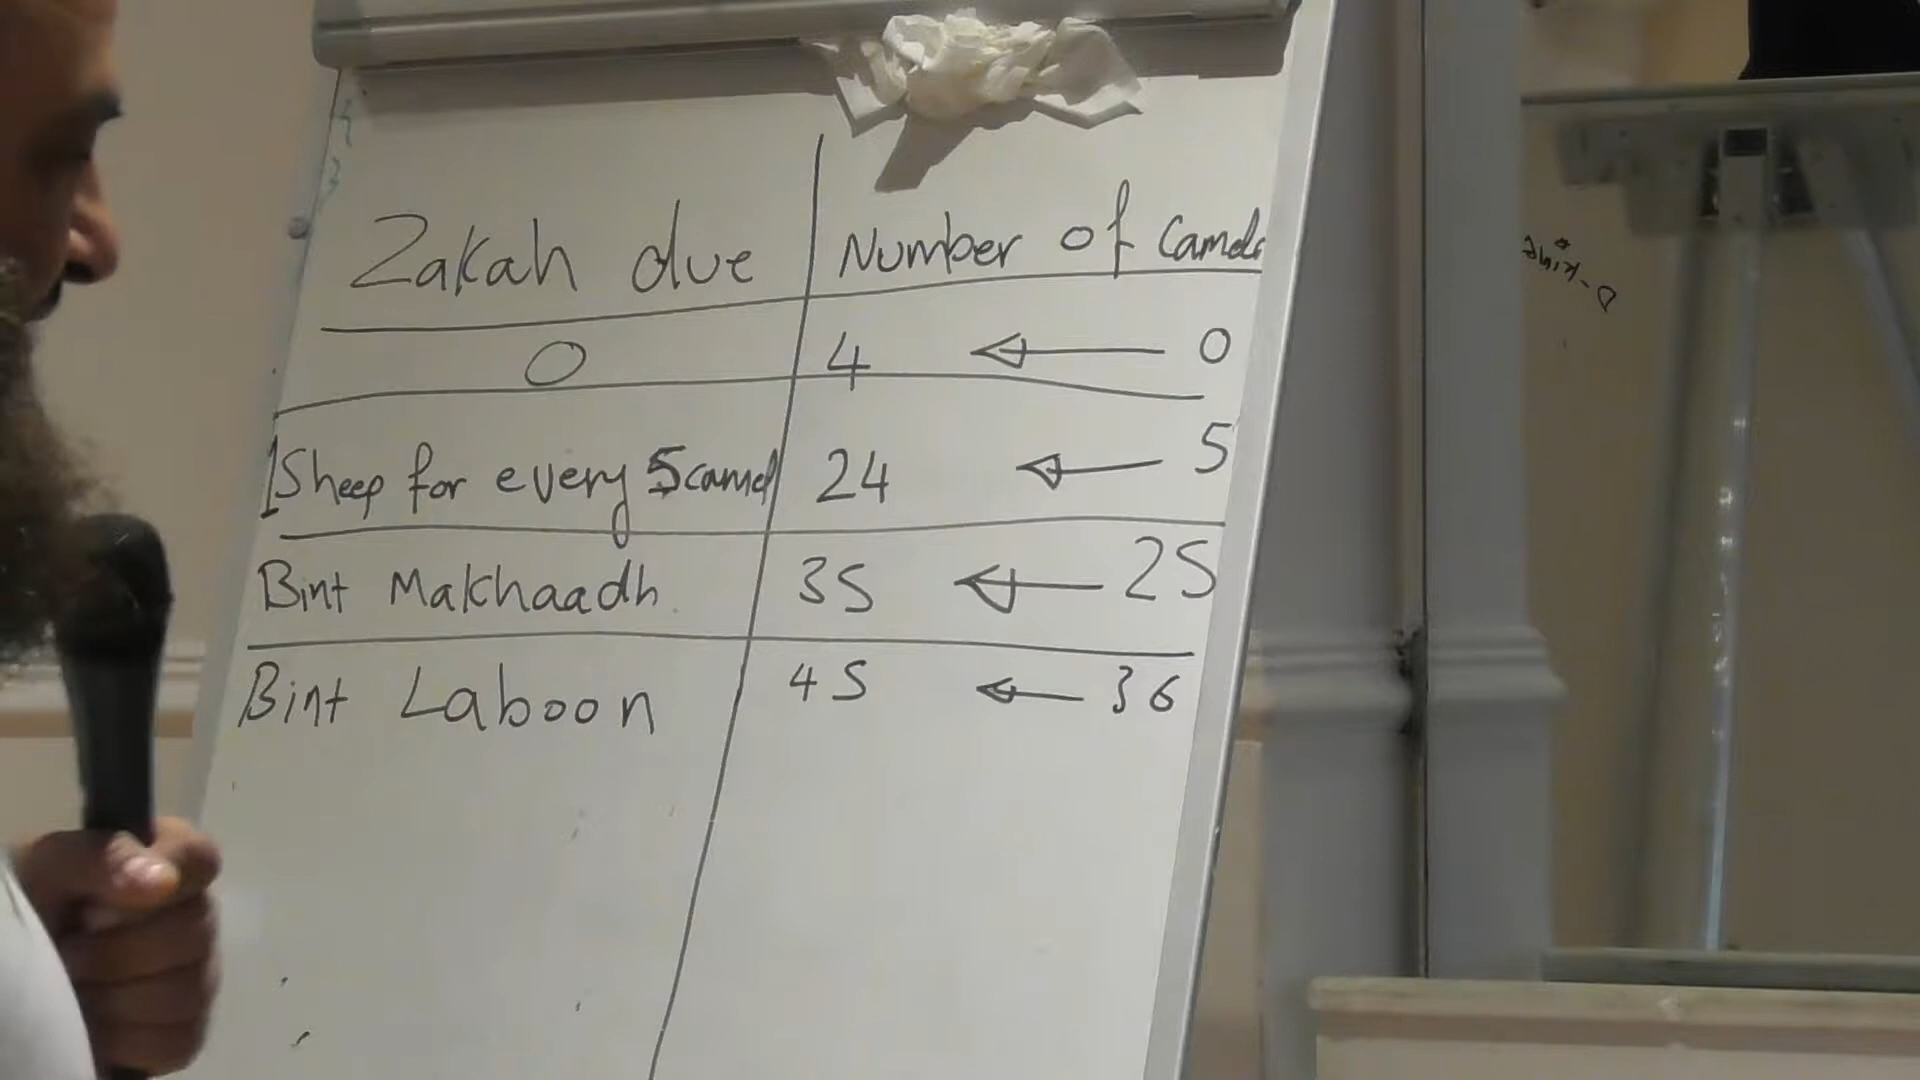 Zakah due Number of Camels
0 4 ← 0
1 Sheep for every 5 camel 24 ← 5
Bint Makhaadh 35 ← 25
Bint Laboon 45 ← 36